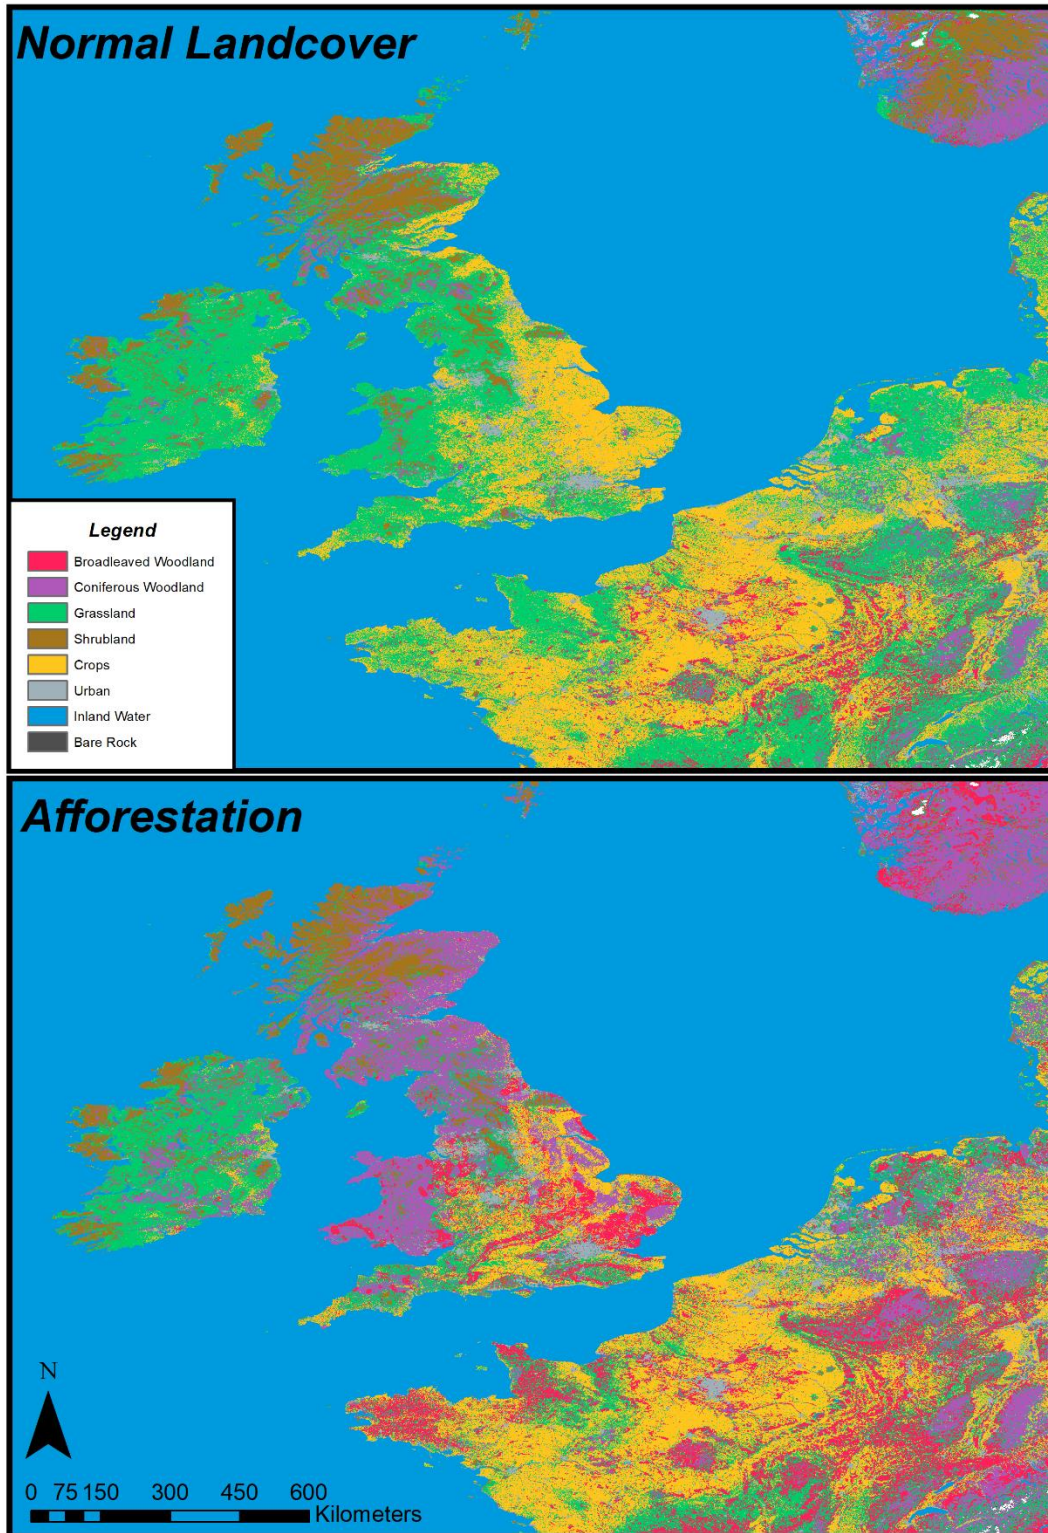 Normal Landcover
Legend
Broadleaved Woodland
Coniferous Woodland
Grassland
Shrubland
Crops
Urban
Inland Water
Bare Rock
Afforestation
N
0 75 150 300 450 600
Kilometers